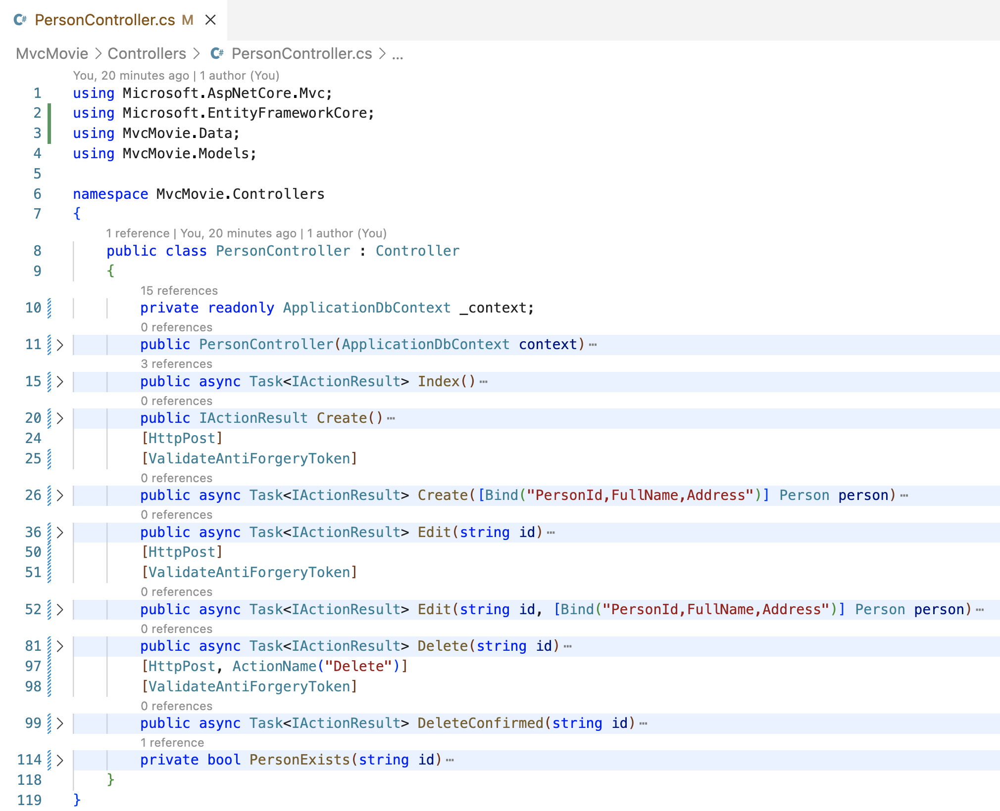 C# PersonController.cs M
MvcMovie > Controllers > C# PersonController.cs > ...
You, 20 minutes ago | 1 author (You)
1 using Microsoft.AspNetCore.Mvc;
2 using Microsoft.EntityFrameworkCore;
3 using MvcMovie.Data;
4 using MvcMovie.Models;
5
6 namespace MvcMovie.Controllers
7 {
1 reference | You, 20 minutes ago | 1 author (You)
8 public class PersonController : Controller
9 {
15 references
10 private readonly ApplicationDbContext _context;
0 references
11 public PersonController(ApplicationDbContext context)…
3 references
15 public async Task<IActionResult> Index()…
0 references
20 public IActionResult Create()…
24 [HttpPost]
25 [ValidateAntiForgeryToken]
0 references
26 public async Task<IActionResult> Create([Bind("PersonId,FullName,Address")] Person person)…
0 references
36 public async Task<IActionResult> Edit(string id)…
50 [HttpPost]
51 [ValidateAntiForgeryToken]
0 references
52 public async Task<IActionResult> Edit(string id, [Bind("PersonId,FullName,Address")] Person person)…
0 references
81 public async Task<IActionResult> Delete(string id)…
97 [HttpPost, ActionName("Delete")]
98 [ValidateAntiForgeryToken]
0 references
99 public async Task<IActionResult> DeleteConfirmed(string id)…
1 reference
114 private bool PersonExists(string id)…
118 }
119 }